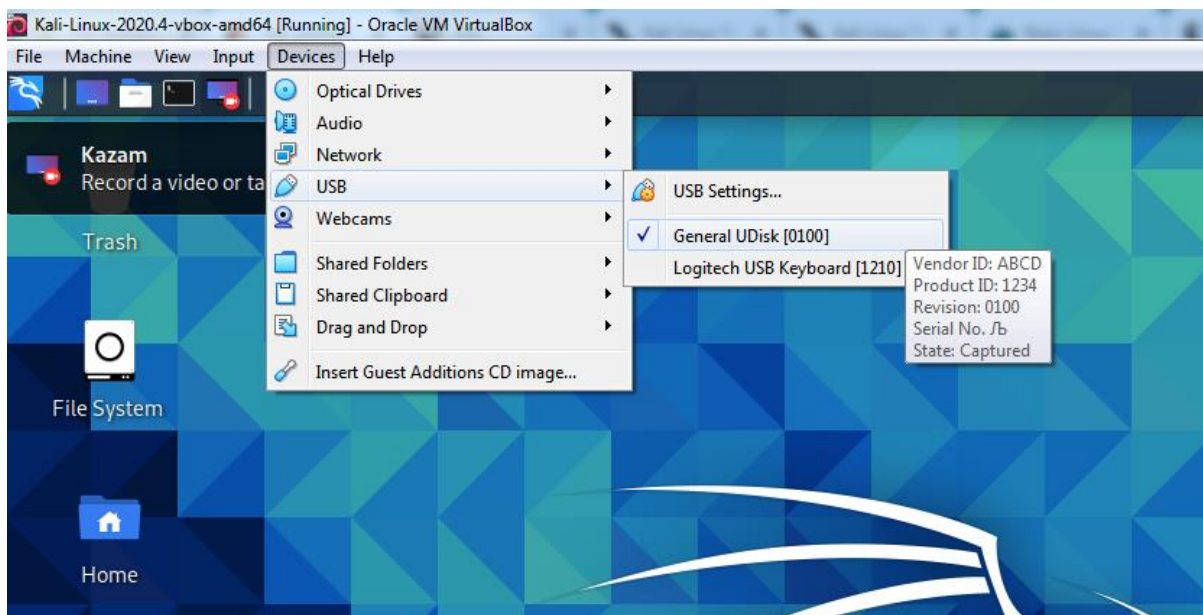 Kali-Linux-2020.4-vbox-amd64 [Running] - Oracle VM VirtualBox
File Machine View Input Devices Help
Optical Drives
Audio
Network
USB
Webcams
Shared Folders
Shared Clipboard
Drag and Drop
Insert Guest Additions CD image...
USB Settings...
General UDisk [0100]
Logitech USB Keyboard [1210]
Vendor ID: ABCD
Product ID: 1234
Revision: 0100
Serial No. Љ
State: Captured
Kazam
Record a video or ta
Trash
File System
Home